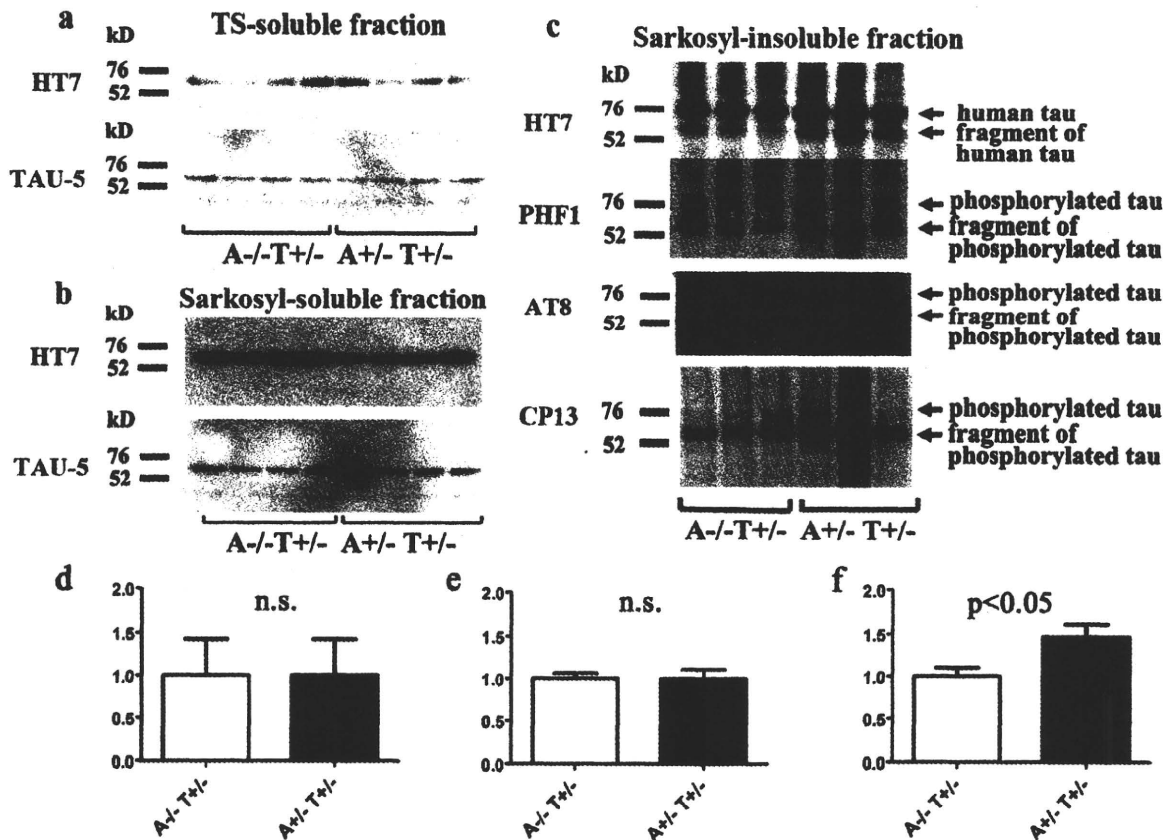 a
TS-soluble fraction
kD
HT7
76
52
kD
TAU-5
76
52
A-/-T+/- A+/- T+/-
b
Sarkosyl-soluble fraction
kD
HT7
76
52
kD
TAU-5
76
52
A-/-T+/- A+/- T+/-
c
Sarkosyl-insoluble fraction
kD
HT7
76
52
human tau
fragment of
human tau
PHF1
76
52
phosphorylated tau
fragment of
phosphorylated tau
AT8
76
52
phosphorylated tau
fragment of
phosphorylated tau
CP13
76
52
phosphorylated tau
fragment of
phosphorylated tau
A-/-T+/- A+/- T+/-
d
n.s.
2.0
1.5
1.0
0.5
0.0
A-/- T+/-
A+/- T+/-
e
n.s.
2.0
1.5
1.0
0.5
0.0
A-/- T+/-
A+/- T+/-
f
p<0.05
2.0
1.5
1.0
0.5
0.0
A-/- T+/-
A+/- T+/-